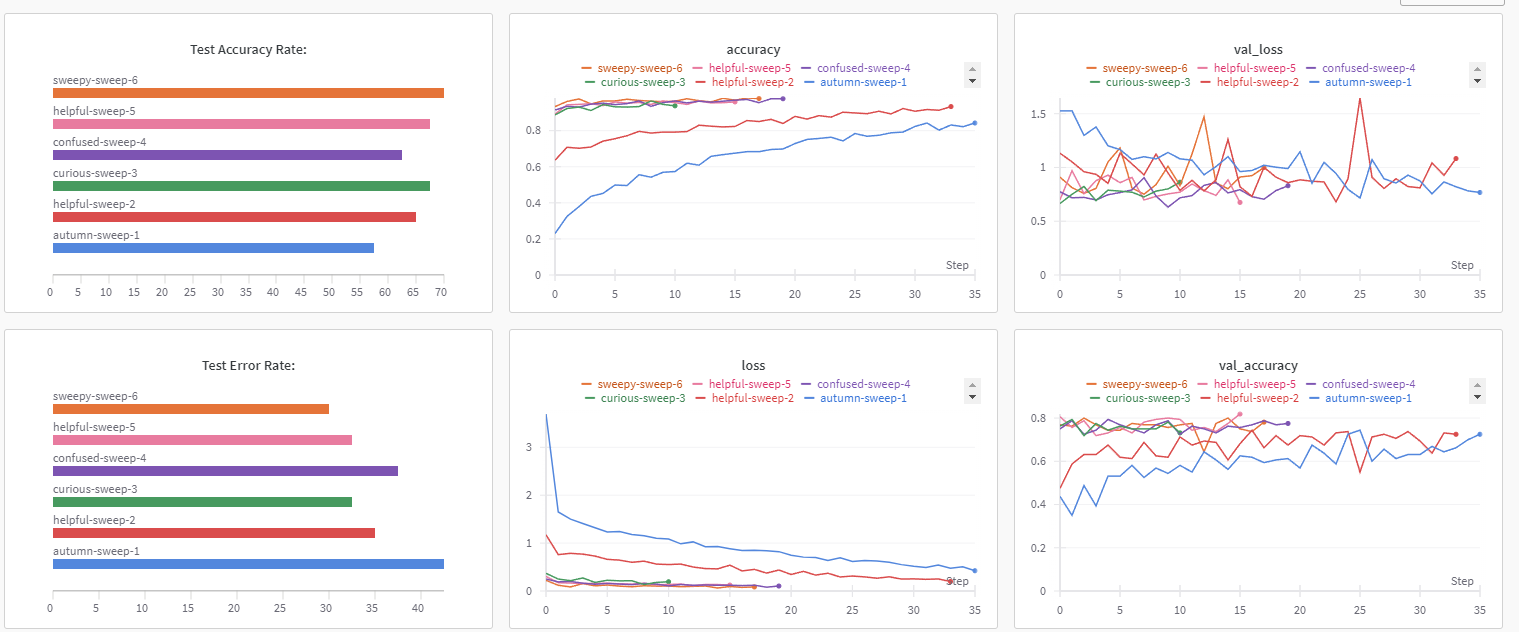 Test Accuracy Rate:
sweepy-sweep-6
helpful-sweep-5
confused-sweep-4
curious-sweep-3
helpful-sweep-2
autumn-sweep-1
0 5 10 15 20 25 30 35 40 45 50 55 60 65 70
accuracy
sweepy-sweep-6 helpful-sweep-5 confused-sweep-4
curious-sweep-3 helpful-sweep-2 autumn-sweep-1
0.8
0.6
0.4
0.2
0
Step
0 5 10 15 20 25 30 35
val_loss
sweepy-sweep-6 helpful-sweep-5 confused-sweep-4
curious-sweep-3 helpful-sweep-2 autumn-sweep-1
1.5
1
0.5
0
Step
0 5 10 15 20 25 30 35
Test Error Rate:
sweepy-sweep-6
helpful-sweep-5
confused-sweep-4
curious-sweep-3
helpful-sweep-2
autumn-sweep-1
0 5 10 15 20 25 30 35 40
loss
sweepy-sweep-6 helpful-sweep-5 confused-sweep-4
curious-sweep-3 helpful-sweep-2 autumn-sweep-1
3
2
1
0
Step
0 5 10 15 20 25 30 35
val_accuracy
sweepy-sweep-6 helpful-sweep-5 confused-sweep-4
curious-sweep-3 helpful-sweep-2 autumn-sweep-1
0.8
0.6
0.4
0.2
0
Step
0 5 10 15 20 25 30 35